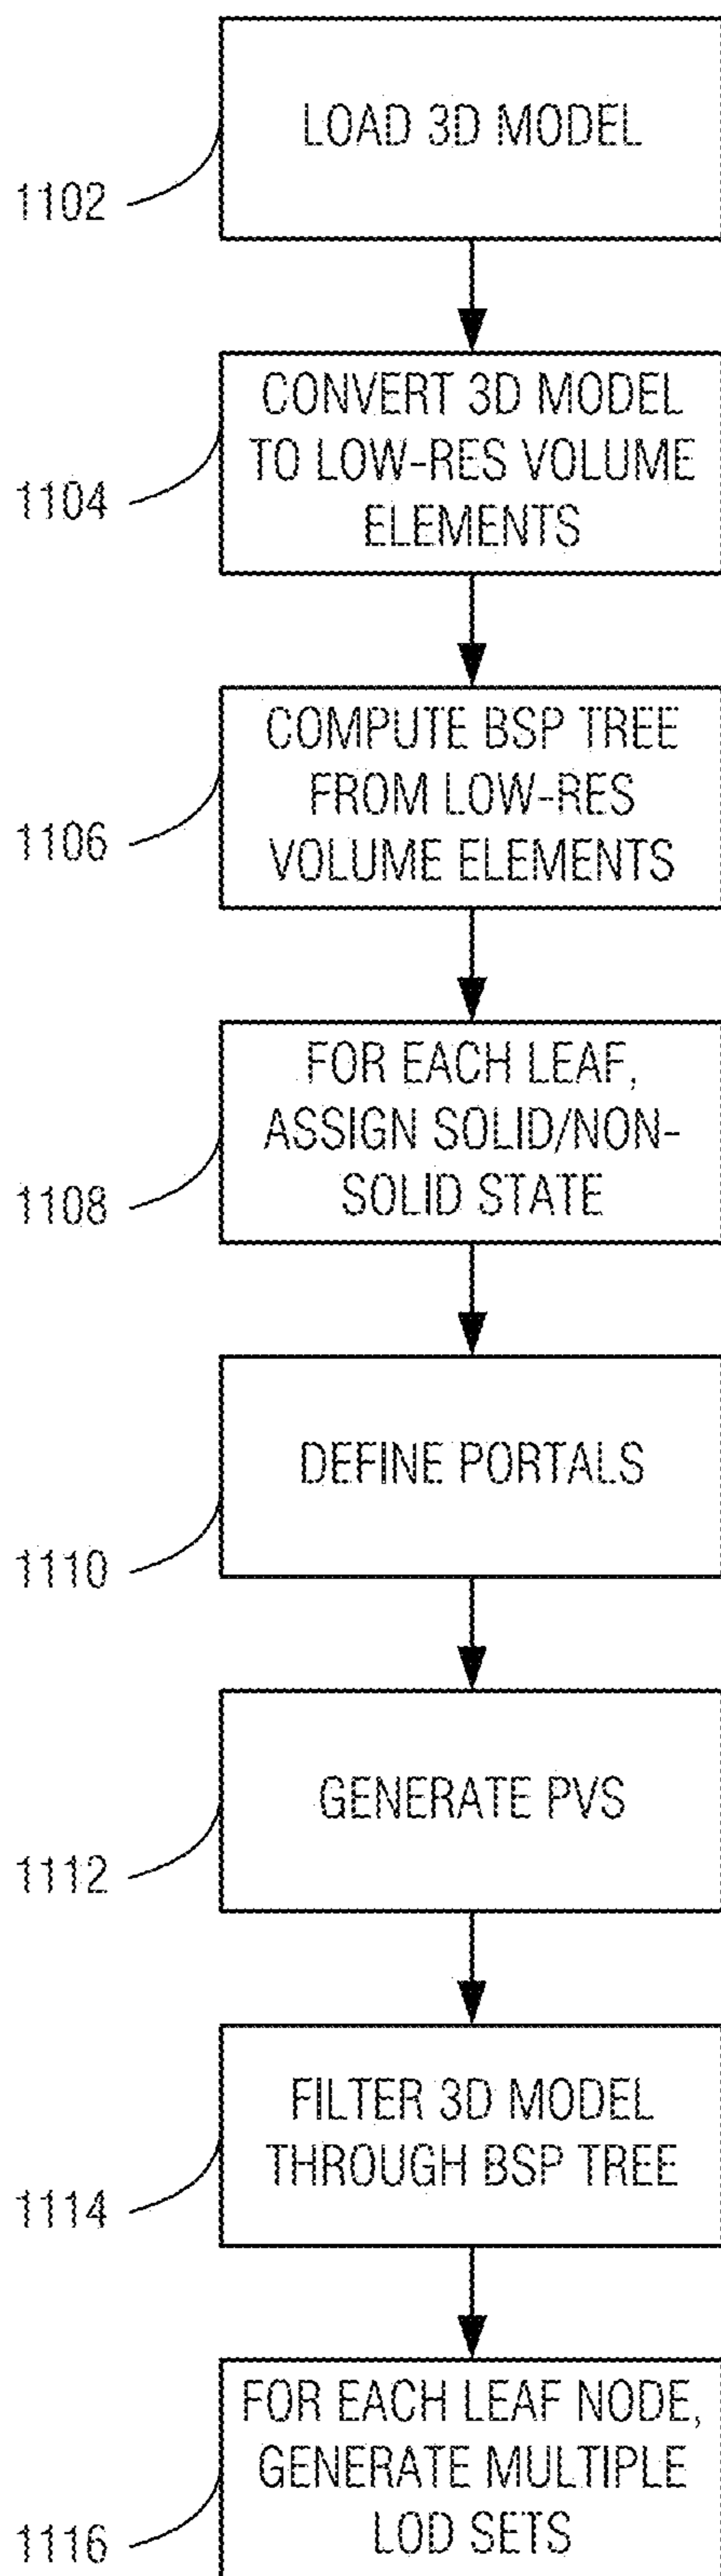 LOAD 3D MODEL
1102
CONVERT 3D MODEL
TO LOW-RES VOLUME
ELEMENTS
1104
COMPUTE BSP TREE
FROM LOW-RES
VOLUME ELEMENTS
1106
FOR EACH LEAF,
ASSIGN SOLID/NON-
SOLID STATE
1108
DEFINE PORTALS
1110
GENERATE PVS
1112
FILTER 3D MODEL
THROUGH BSP TREE
1114
FOR EACH LEAF NODE,
GENERATE MULTIPLE
LOD SETS
1116